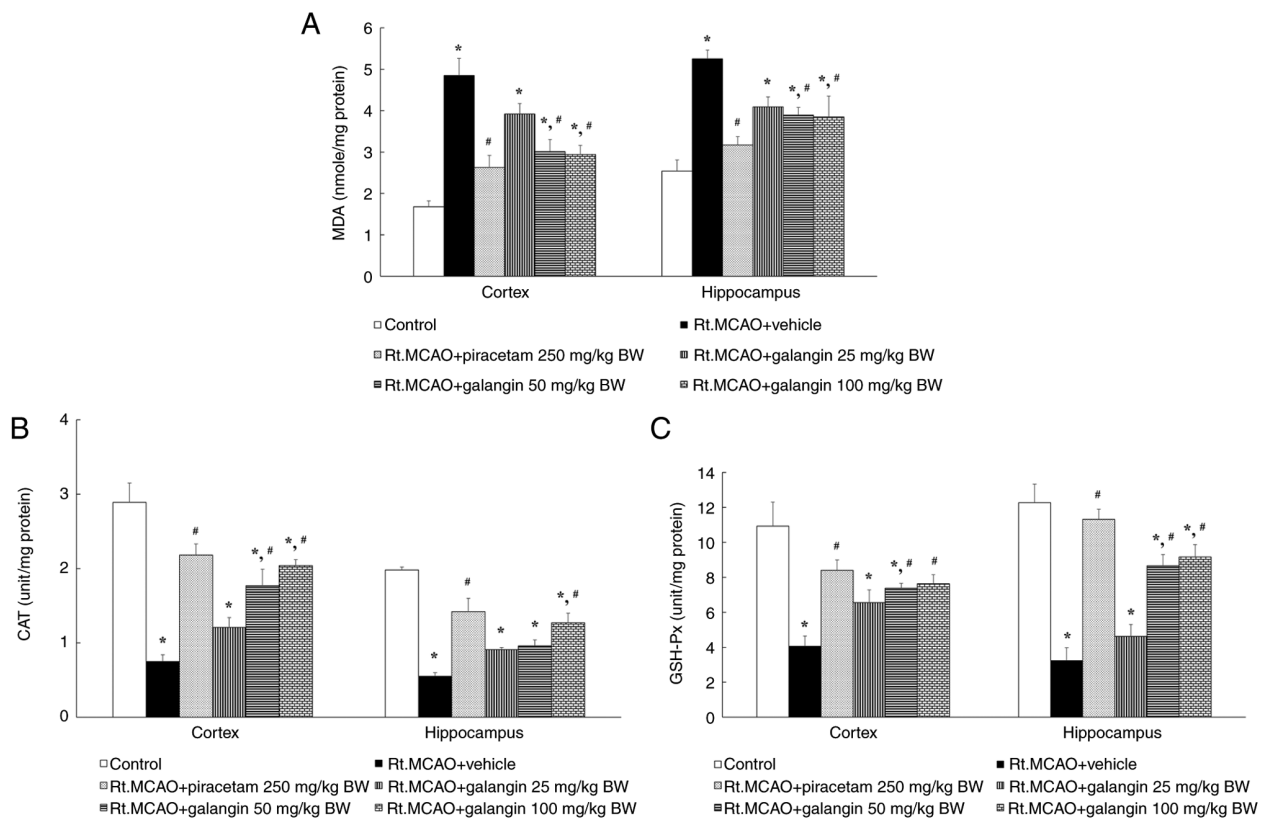 A
MDA (nmole/mg protein)
6
5
4
3
2
1
0
*
#
*
*, #
*, #
*
#
*
*, #
*, #
Cortex Hippocampus
Control Rt.MCAO+vehicle
Rt.MCAO+piracetam 250 mg/kg BW Rt.MCAO+galangin 25 mg/kg BW
Rt.MCAO+galangin 50 mg/kg BW Rt.MCAO+galangin 100 mg/kg BW
B
CAT (unit/mg protein)
4
3
2
1
0
*
#
*
*, #
*, #
*
#
*
*
*, #
Cortex Hippocampus
Control Rt.MCAO+vehicle
Rt.MCAO+piracetam 250 mg/kg BW Rt.MCAO+galangin 25 mg/kg BW
Rt.MCAO+galangin 50 mg/kg BW Rt.MCAO+galangin 100 mg/kg BW
C
GSH-Px (unit/mg protein)
14
12
10
8
6
4
2
0
*
#
*
*, #
#
*
#
*
*, #
*, #
Cortex Hippocampus
Control Rt.MCAO+vehicle
Rt.MCAO+piracetam 250 mg/kg BW Rt.MCAO+galangin 25 mg/kg BW
Rt.MCAO+galangin 50 mg/kg BW Rt.MCAO+galangin 100 mg/kg BW